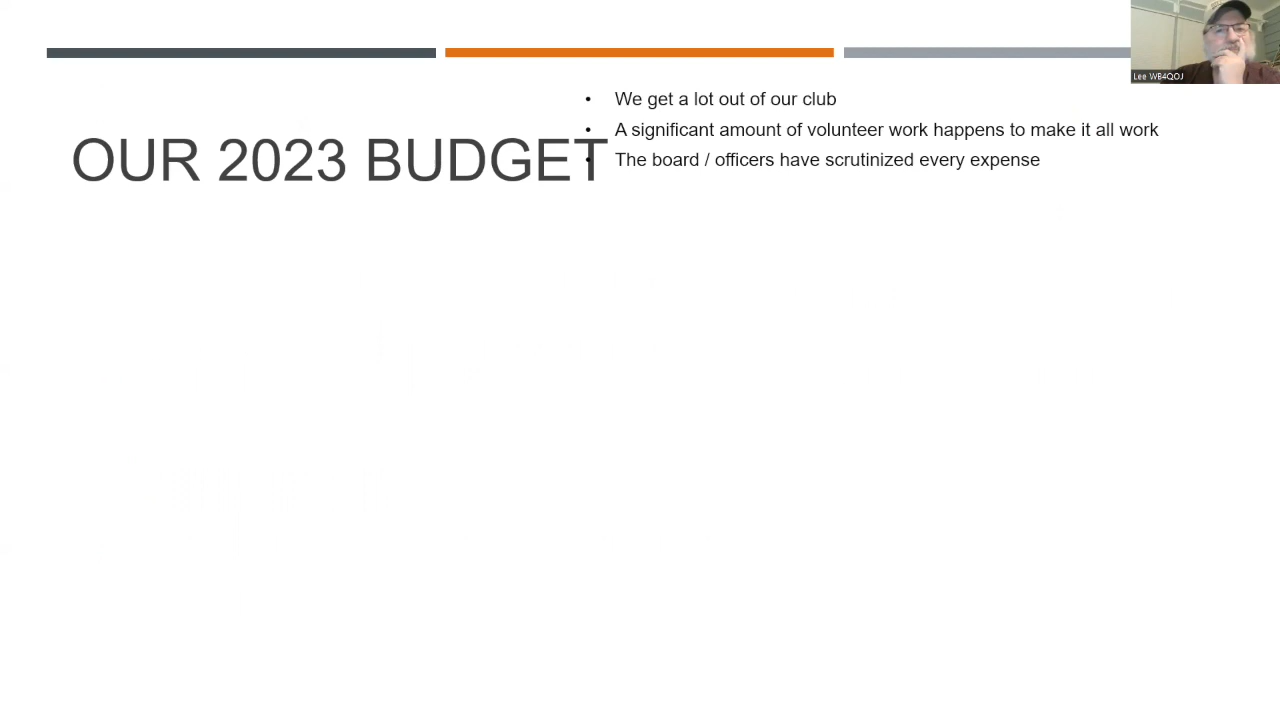 OUR 2023 BUDGET
• We get a lot out of our club
• A significant amount of volunteer work happens to make it all work
• The board / officers have scrutinized every expense
Lee WB4QOJ